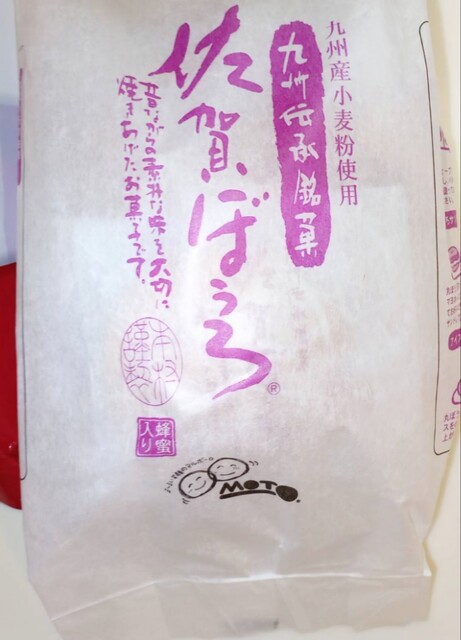 九州産小麦粉使用
九州伝承銘菓
佐賀ぼうろ®
昔ながらの素朴な味を大切に
焼きあげたお菓子です。
蜂蜜
入り
MOTO